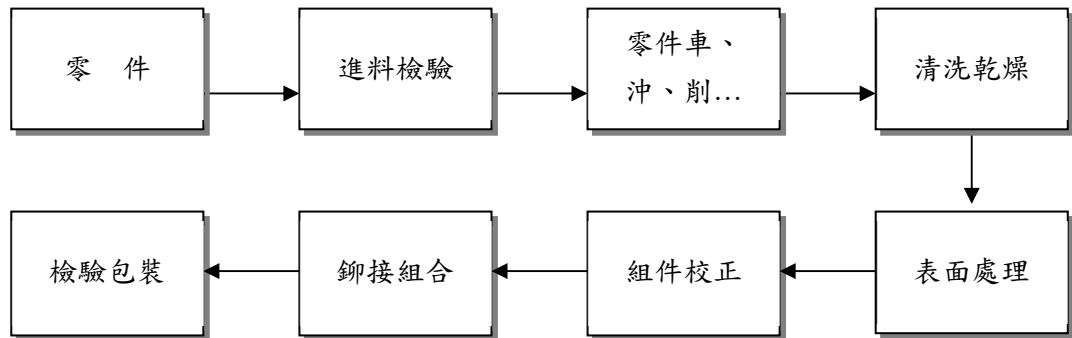 零 件
進料檢驗
零件車、
沖、削…
清洗乾燥
表面處理
組件校正
鉚接組合
檢驗包裝